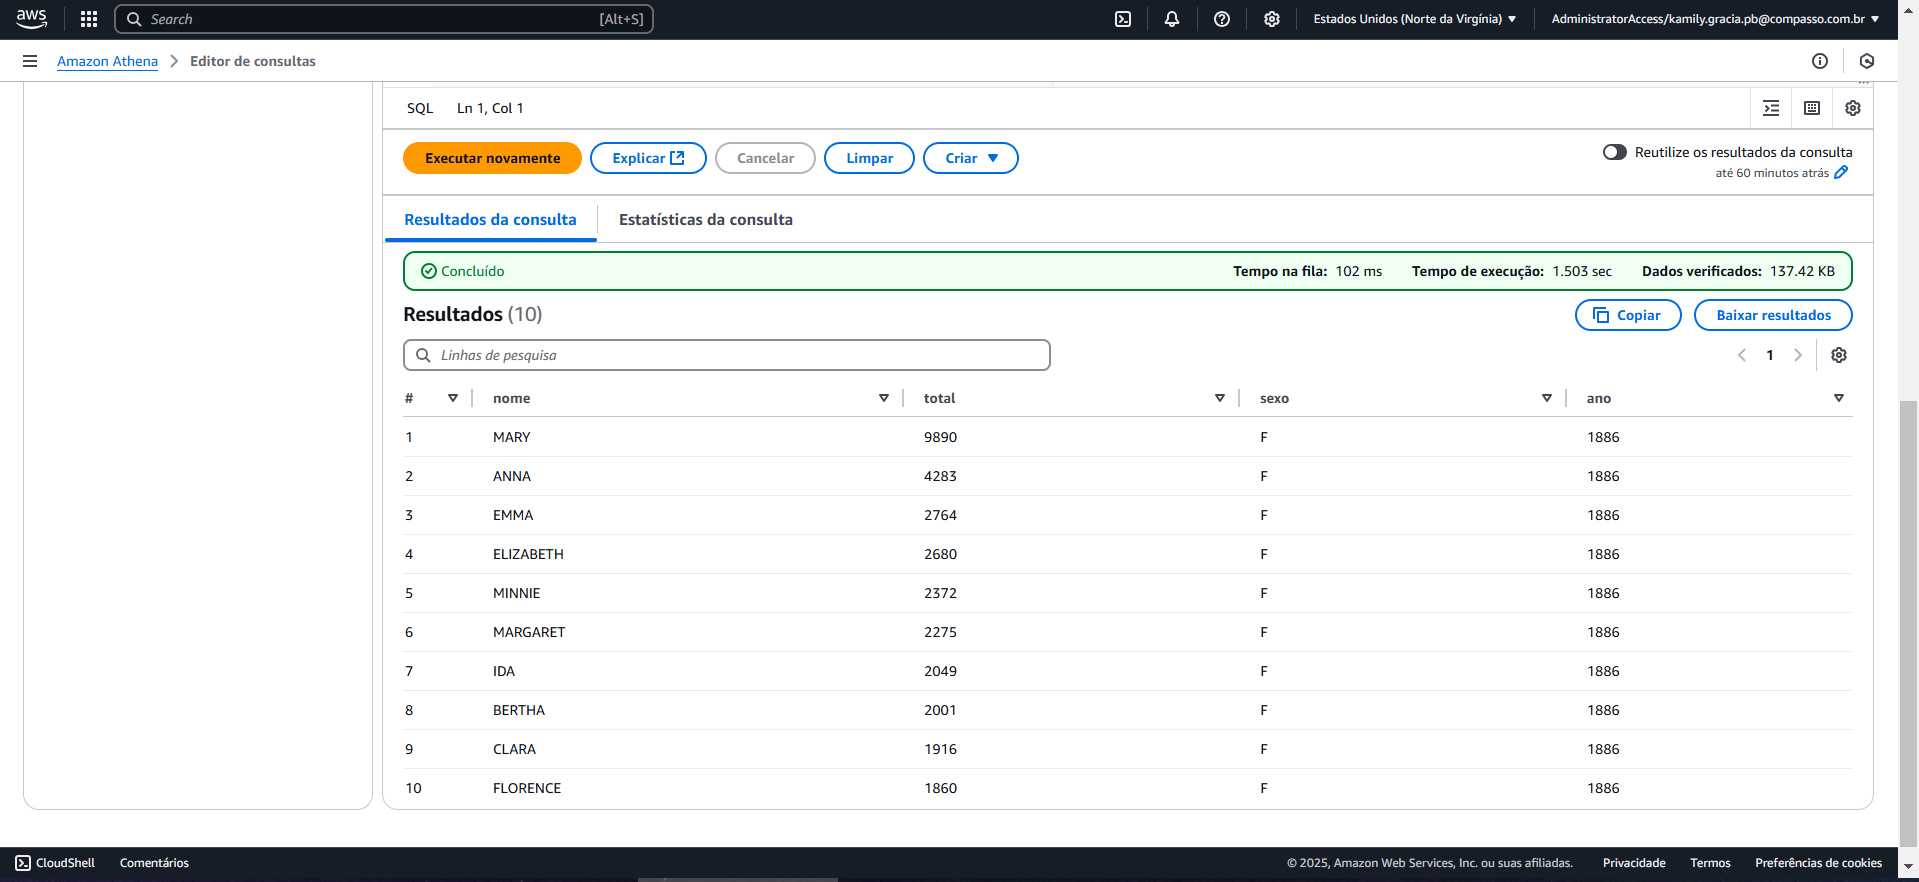 aws
Search [Alt+S] Estados Unidos (Norte da Virgínia) AdministratorAccess/kamily.gracia.pb@compasso.com.br
Amazon Athena Editor de consultas
SQL Ln 1, Col 1
Executar novamente Explicar Cancelar Limpar Criar Reutilize os resultados da consulta
até 60 minutos atrás
Resultados da consulta Estatísticas da consulta
Concluído Tempo na fila: 102 ms Tempo de execução: 1.503 sec Dados verificados: 137.42 KB
Resultados (10) Copiar Baixar resultados
Linhas de pesquisa 1
# nome total sexo ano
1 MARY 9890 F 1886
2 ANNA 4283 F 1886
3 EMMA 2764 F 1886
4 ELIZABETH 2680 F 1886
5 MINNIE 2372 F 1886
6 MARGARET 2275 F 1886
7 IDA 2049 F 1886
8 BERTHA 2001 F 1886
9 CLARA 1916 F 1886
10 FLORENCE 1860 F 1886
CloudShell Comentários © 2025, Amazon Web Services, Inc. ou suas afiliadas. Privacidade Termos Preferências de cookies